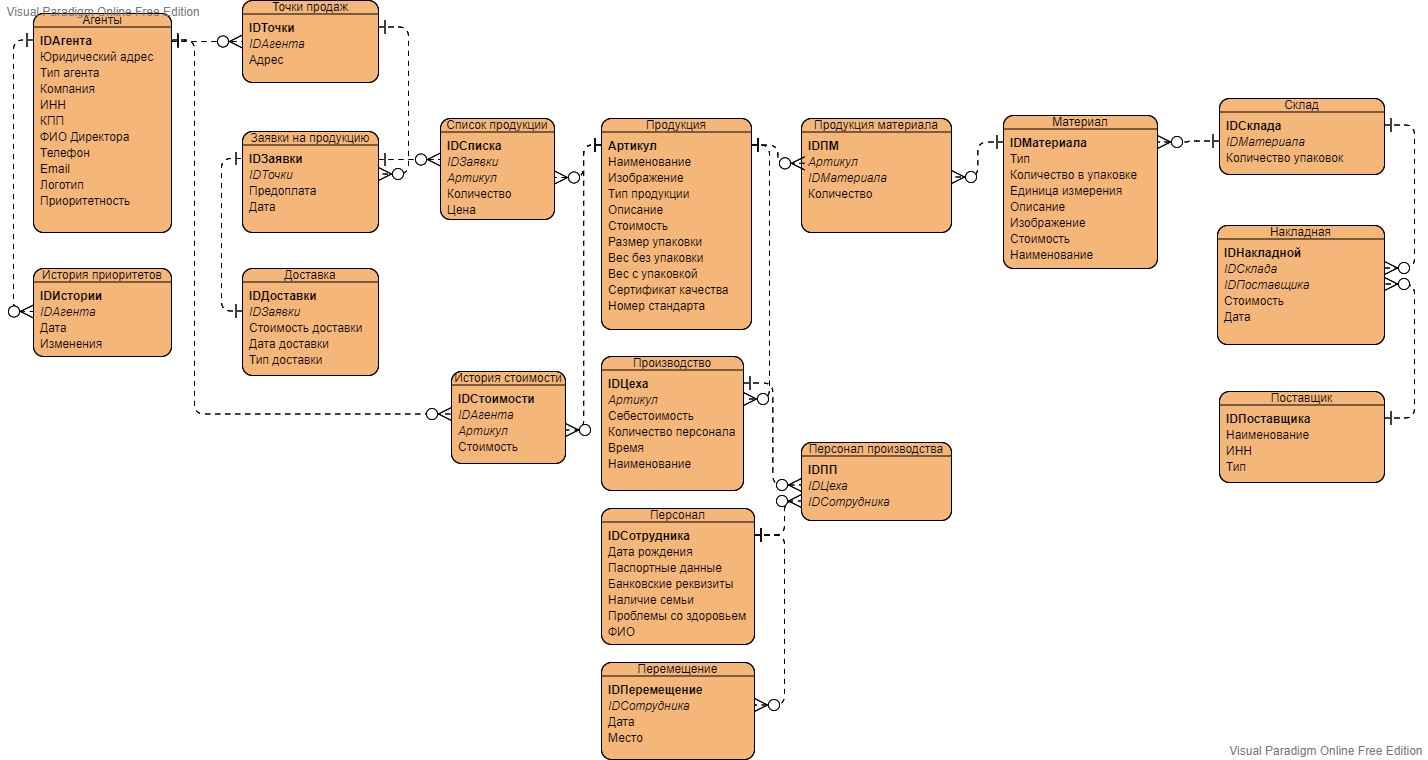 Visual Paradigm Online Free Edition
Агенты
IDАгента
Юридический адрес
Тип агента
Компания
ИНН
КПП
ФИО Директора
Телефон
Email
Логотип
Приоритетность
История приоритетов
IDИстории
IDАгента
Дата
Изменения
Точки продаж
IDТочки
IDАгента
Адрес
Заявки на продукцию
IDЗаявки
IDТочки
Предоплата
Дата
Доставка
IDДоставки
IDЗаявки
Стоимость доставки
Дата доставки
Тип доставки
Список продукции
IDСписка
IDЗаявки
Артикул
Количество
Цена
История стоимости
IDСтоимости
IDАгента
Артикул
Стоимость
Продукция
Артикул
Наименование
Изображение
Тип продукции
Описание
Стоимость
Размер упаковки
Вес без упаковки
Вес с упаковкой
Сертификат качества
Номер стандарта
Производство
IDЦеха
Артикул
Себестоимость
Количество персонала
Время
Наименование
Персонал
IDСотрудника
Дата рождения
Паспортные данные
Банковские реквизиты
Наличие семьи
Проблемы со здоровьем
ФИО
Перемещение
IDПеремещение
IDСотрудника
Дата
Место
Продукция материала
IDПМ
Артикул
IDМатериала
Количество
Персонал производства
IDПП
IDЦеха
IDСотрудника
Материал
IDМатериала
Тип
Количество в упаковке
Единица измерения
Описание
Изображение
Стоимость
Наименование
Склад
IDСклада
IDМатериала
Количество упаковок
Накладная
IDНакладной
IDСклада
IDПоставщика
Стоимость
Дата
Поставщик
IDПоставщика
Наименование
ИНН
Тип
Visual Paradigm Online Free Edition